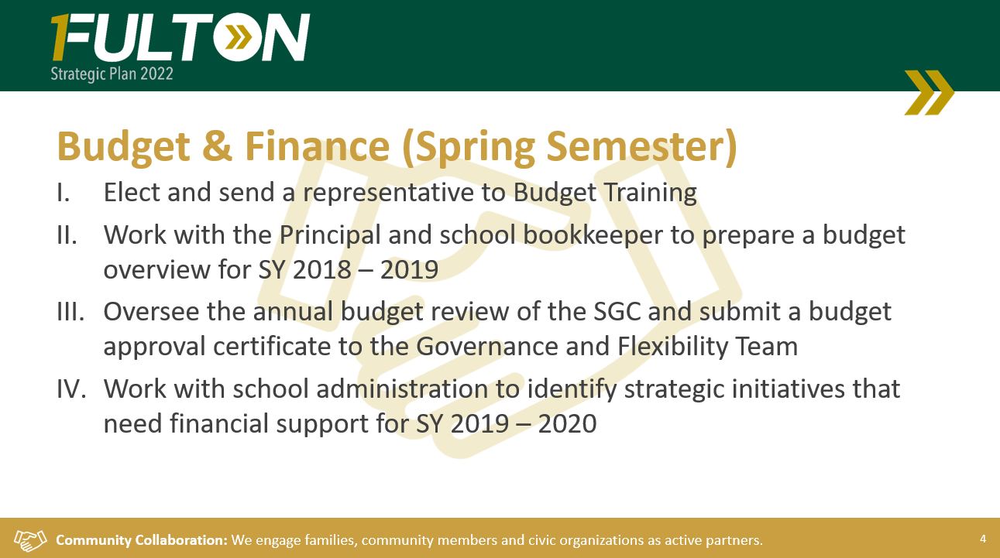 1FULTON
Strategic Plan 2022
Budget & Finance (Spring Semester)
I. Elect and send a representative to Budget Training
II. Work with the Principal and school bookkeeper to prepare a budget
overview for SY 2018 – 2019
III. Oversee the annual budget review of the SGC and submit a budget
approval certificate to the Governance and Flexibility Team
IV. Work with school administration to identify strategic initiatives that
need financial support for SY 2019 – 2020
Community Collaboration: We engage families, community members and civic organizations as active partners.
4